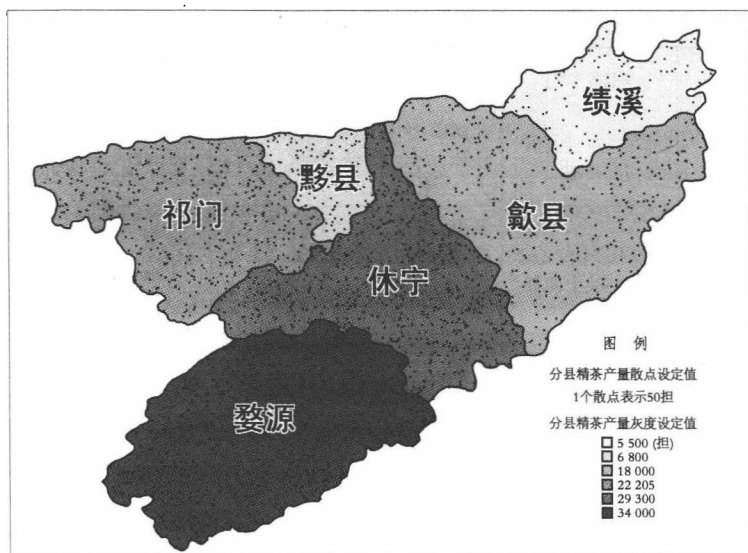 绩溪
黟县
祁门
歙县
休宁
婺源
图 例
分县精茶产量散点设定值
1个散点表示50担
分县精茶产量灰度设定值
5 500 (担)
6 800
18 000
22 205
29 300
34 000